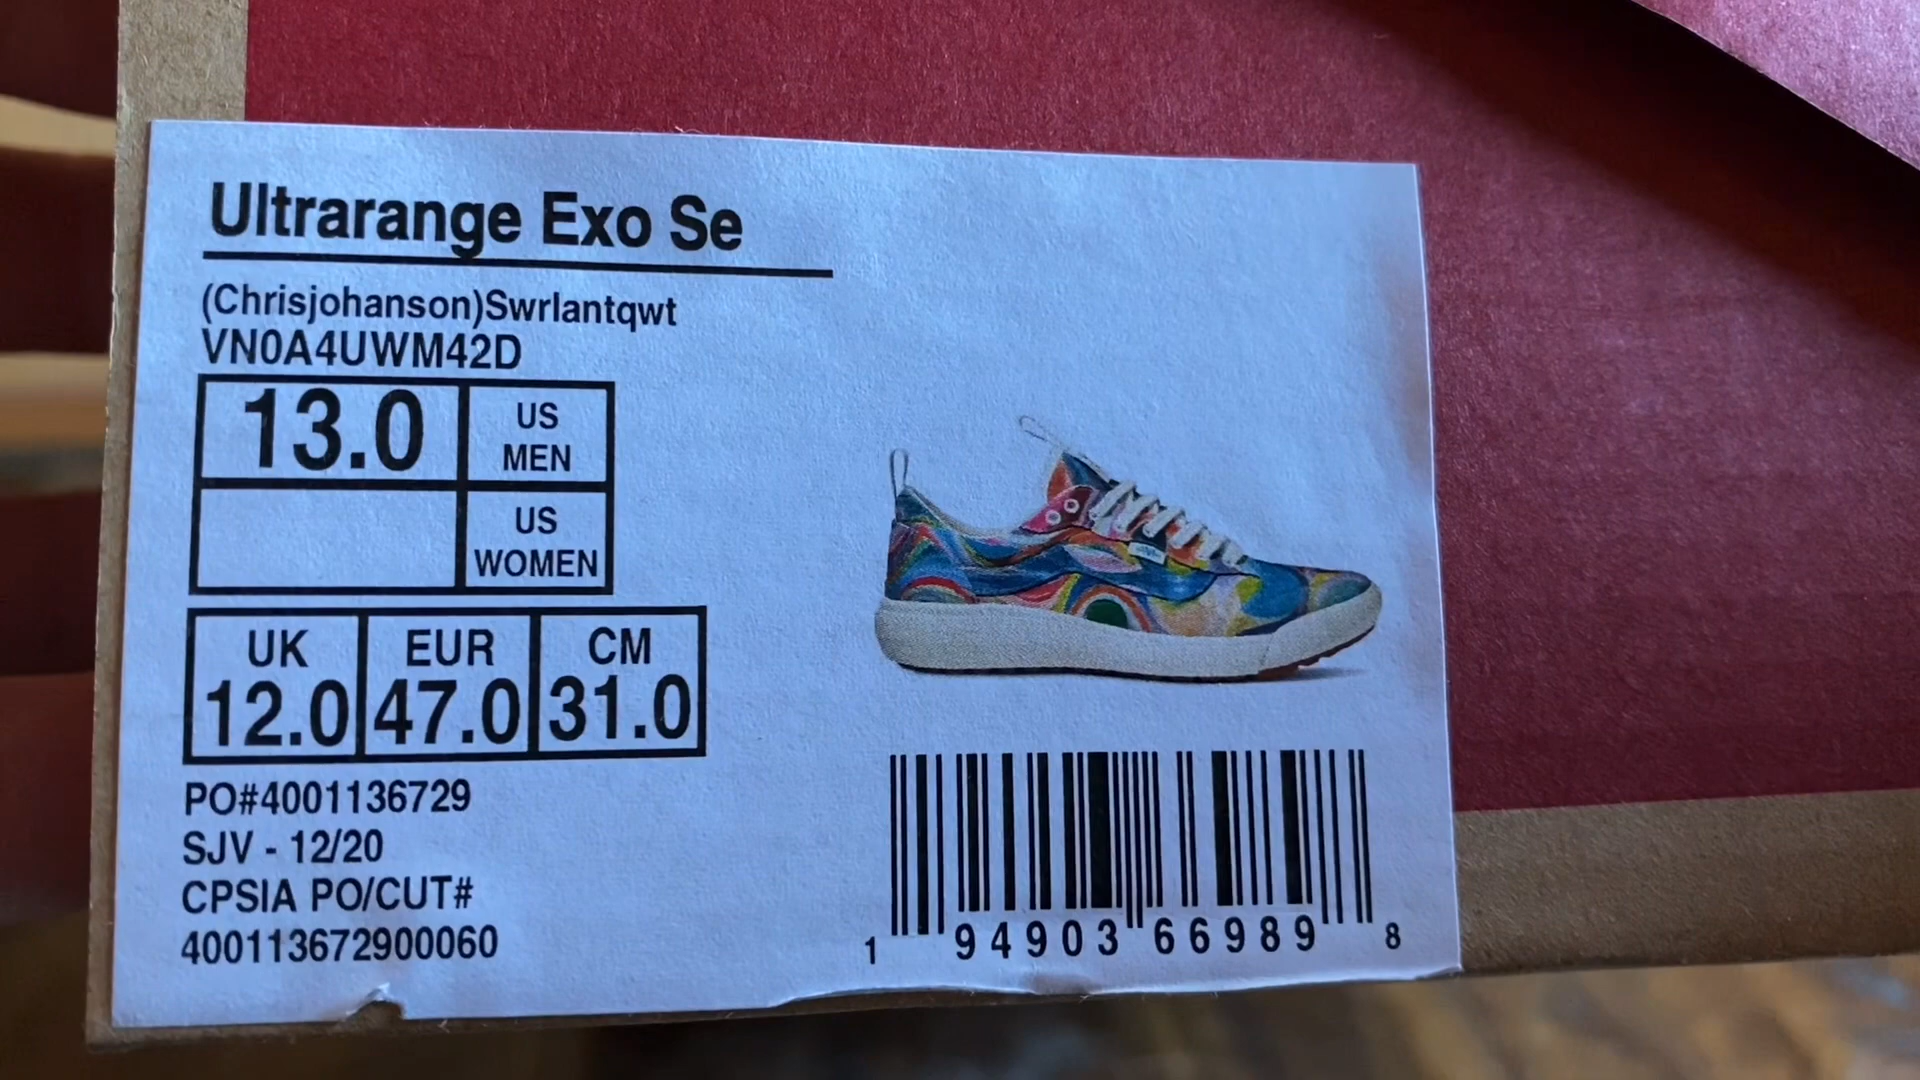 Ultrarange Exo Se
(Chrisjohanson)Swrlantqwt
VN0A4UWM42D
13.0 US MEN
US WOMEN
UK EUR CM
12.0 47.0 31.0
PO#4001136729
SJV - 12/20
CPSIA PO/CUT#
400113672900060
1 94903 66989 8